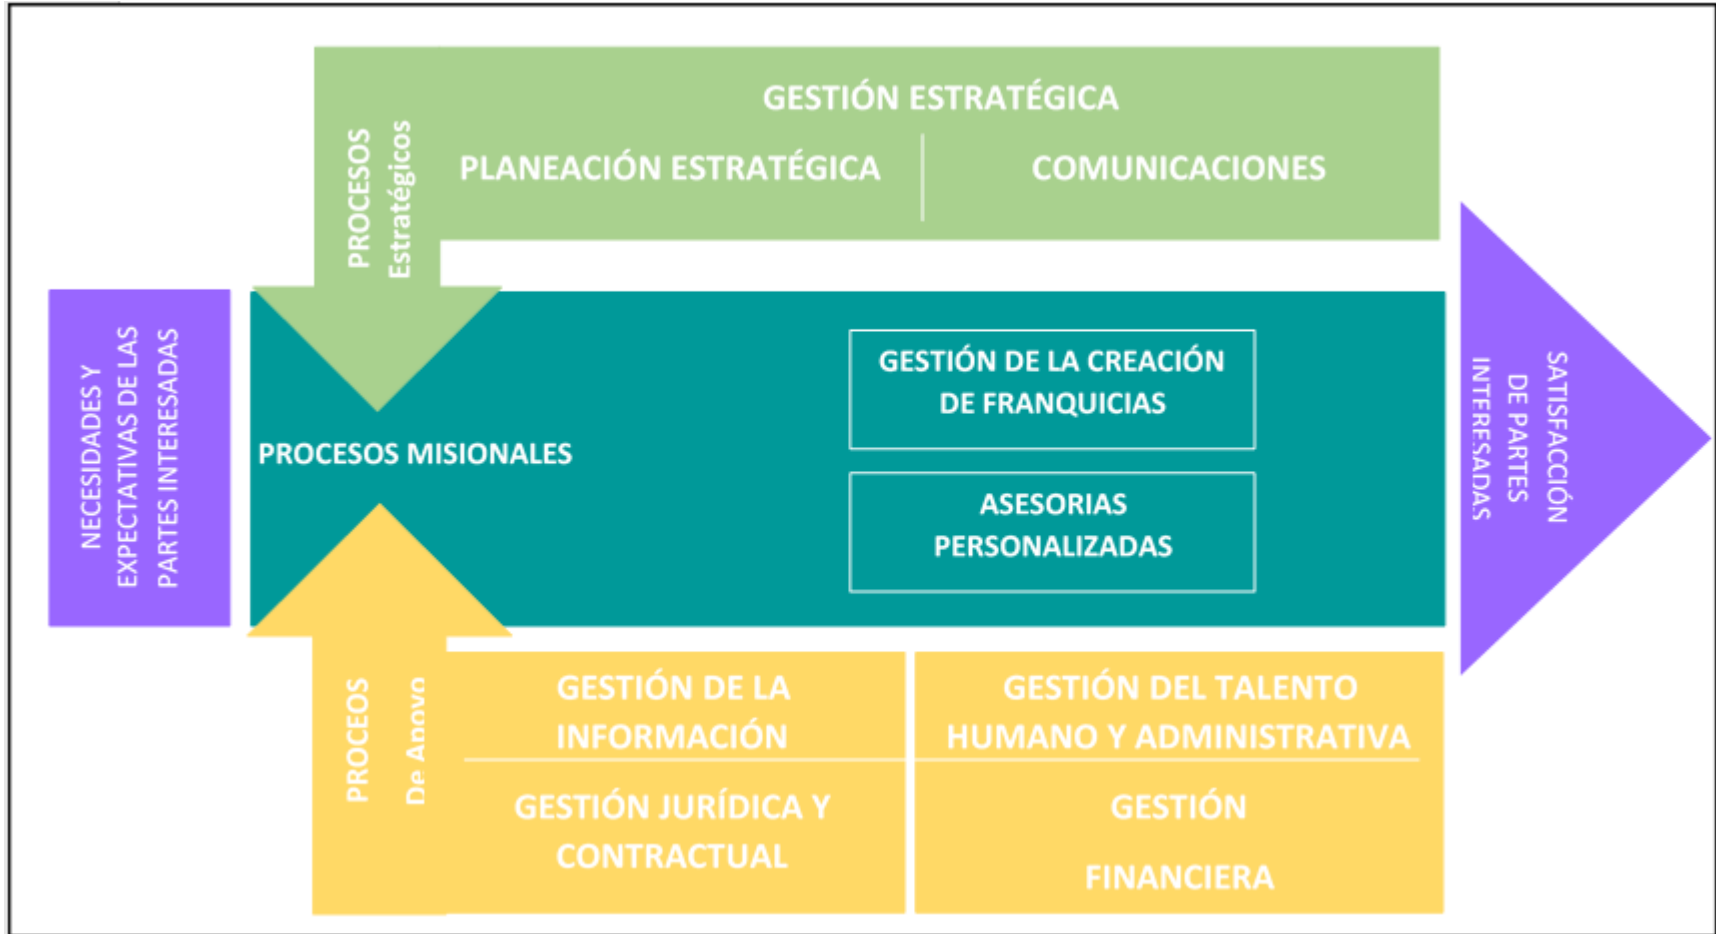 GESTIÓN ESTRATÉGICA
PLANEACIÓN ESTRATÉGICA
COMUNICACIONES
PROCESOS
Estratégicos
NECESIDADES Y
EXPECTATIVAS DE LAS
PARTES INTERESADAS
PROCESOS MISIONALES
GESTIÓN DE LA CREACIÓN
DE FRANQUICIAS
ASESORIAS
PERSONALIZADAS
SATISFACCIÓN
DE PARTES
INTERESADAS
PROCEOS
De Apoyo
GESTIÓN DE LA
INFORMACIÓN
GESTIÓN DEL TALENTO
HUMANO Y ADMINISTRATIVA
GESTIÓN JURÍDICA Y
CONTRACTUAL
GESTIÓN
FINANCIERA